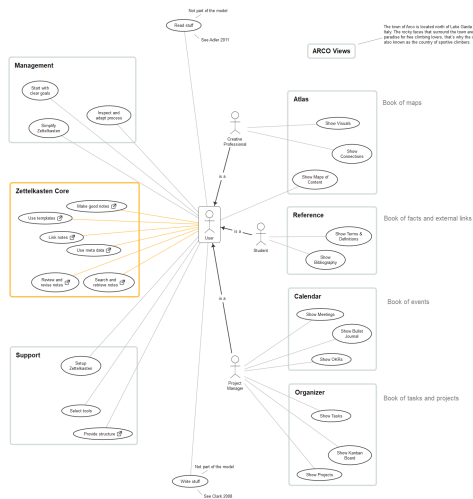 Not part of the model
Read stuff
See Adler 2011
The town of Arco is located north of Lake Garda
Italy. The rocky faces that surround the town are
paradise for free climbing lovers, that's why the
also known as the country of sportive climbers.
ARCO Views
Management
Start with
clear goals
Inspect and
adapt process
Simplify
Zettelkasten
Creative
Professional
Atlas
Book of maps
Show Visuals
Show
Connections
Show Maps of
Content
is a
Zettelkasten Core
Make good notes
Use templates
Link notes
Use meta data
Review and
revise notes
Search and
retrieve notes
User
is a
Student
Reference
Book of facts and external links
Show Terms &
Definitions
Show
Bibliography
is a
Calendar
Book of events
Show Meetings
Show Bullet
Journal
Show OKRs
Support
Setup
Zettelkasten
Select tools
Provide structure
Project
Manager
Organizer
Book of tasks and projects
Show Tasks
Show Kanban
Board
Show Projects
Not part of the model
Write stuff
See Clark 2008